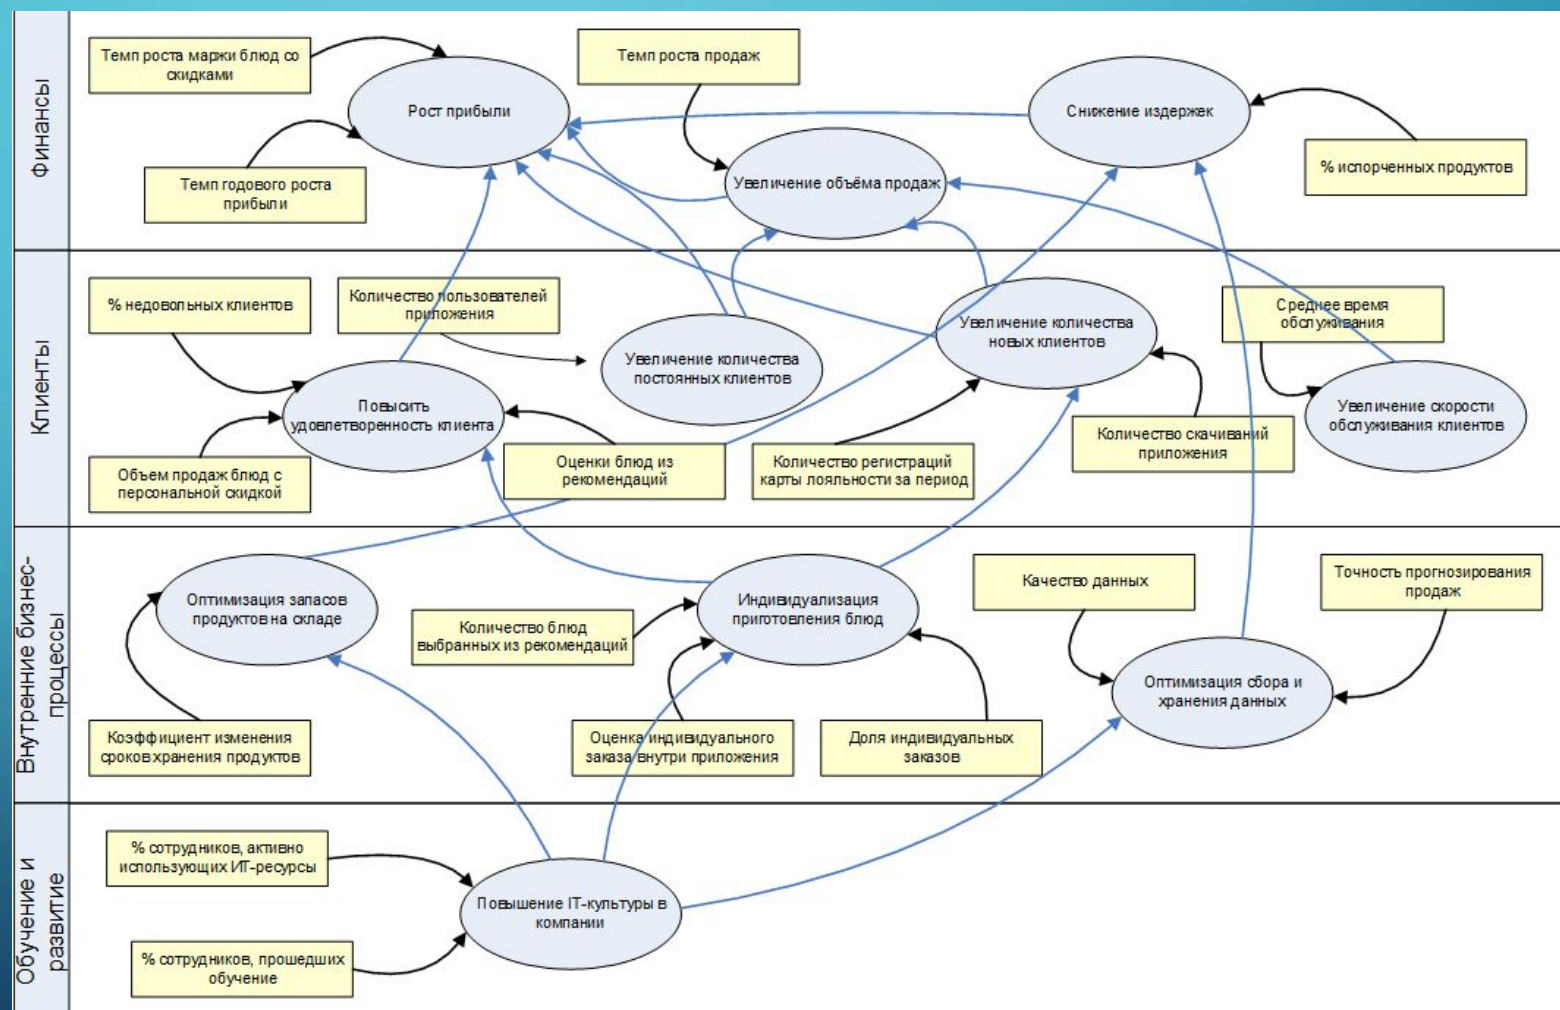 Финансы
Темп роста маржи блюд со
скидками
Рост прибыли
Темп годового роста
прибыли
Темп роста продаж
Увеличение объёма продаж
Снижение издержек
% испорченных продуктов
Клиенты
% недовольных клиентов
Количество пользователей
приложения
Увеличение количества
постоянных клиентов
Увеличение количества
новых клиентов
Среднее время
обслуживания
Повысить
удовлетворенность клиента
Увеличение скорости
обслуживания клиентов
Объем продаж блюд с
персональной скидкой
Оценки блюд из
рекомендаций
Количество регистраций
карты лояльности за период
Количество скачиваний
приложения
Внутренние бизнес-
процессы
Оптимизация запасов
продуктов на складе
Количество блюд
выбранных из рекомендаций
Индивидуализация
приготовления блюд
Качество данных
Точность прогнозирования
продаж
Оптимизация сбора и
хранения данных
Коэффициент изменения
сроков хранения продуктов
Оценка индивидуального
заказа внутри приложения
Доля индивидуальных
заказов
Обучение и
развитие
% сотрудников, активно
использующих ИТ-ресурсы
Повышение IT-культуры в
компании
% сотрудников, прошедших
обучение